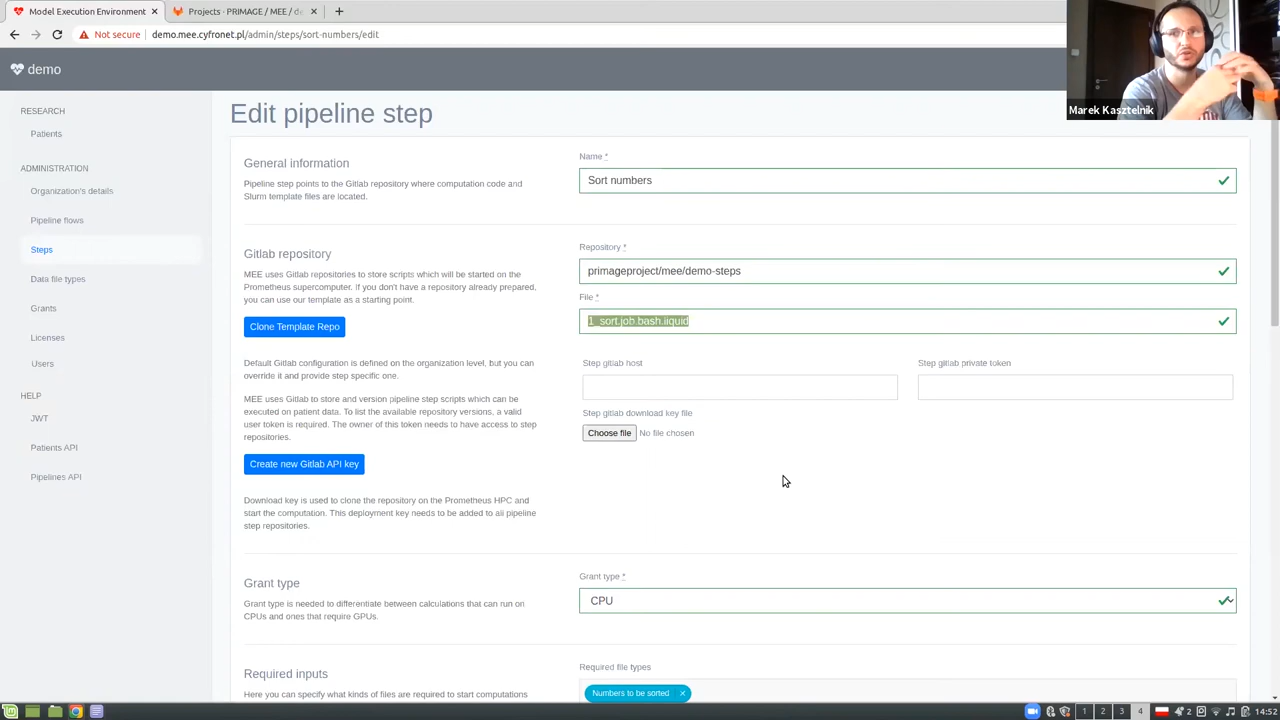 Model Execution Environment
Projects · PRIMAGE / MEE / de
Not secure
demo.mee.cyfronet.pl/admin/steps/sort-numbers/edit
demo
Marek Kasztelnik
RESEARCH
Patients
ADMINISTRATION
Organization's details
Pipeline flows
Steps
Data file types
Grants
Licenses
Users
HELP
JWT
Patients API
Pipelines API
Edit pipeline step
General information
Pipeline step points to the Gitlab repository where computation code and
Slurm template files are located.
Name *
Sort numbers
Gitlab repository
MEE uses Gitlab repositories to store scripts which will be started on the
Prometheus supercomputer. If you don't have a repository already prepared,
you can use our template as a starting point.
Clone Template Repo
Repository *
primageproject/mee/demo-steps
File *
1_sort.job.bash.liquid
Default Gitlab configuration is defined on the organization level, but you can
override it and provide step specific one.
MEE uses Gitlab to store and version pipeline step scripts which can be
executed on patient data. To list the available repository versions, a valid
user token is required. The owner of this token needs to have access to step
repositories.
Create new Gitlab API key
Download key is used to clone the repository on the Prometheus HPC and
start the computation. This deployment key needs to be added to all pipeline
step repositories.
Step gitlab host
Step gitlab private token
Step gitlab download key file
Choose file No file chosen
Grant type
Grant type is needed to differentiate between calculations that can run on
CPUs and ones that require GPUs.
Grant type *
CPU
Required inputs
Here you can specify what kinds of files are required to start computations
Required file types
Numbers to be sorted ×
1 2 3 4
2
14:52